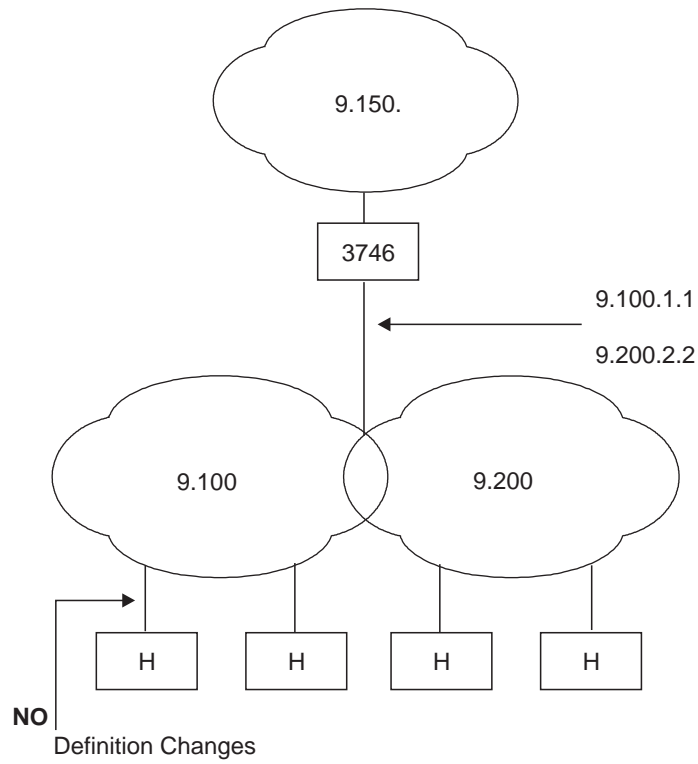 9.150.
3746
9.100.1.1
9.200.2.2
9.100
9.200
H
H
H
H
NO
Definition Changes